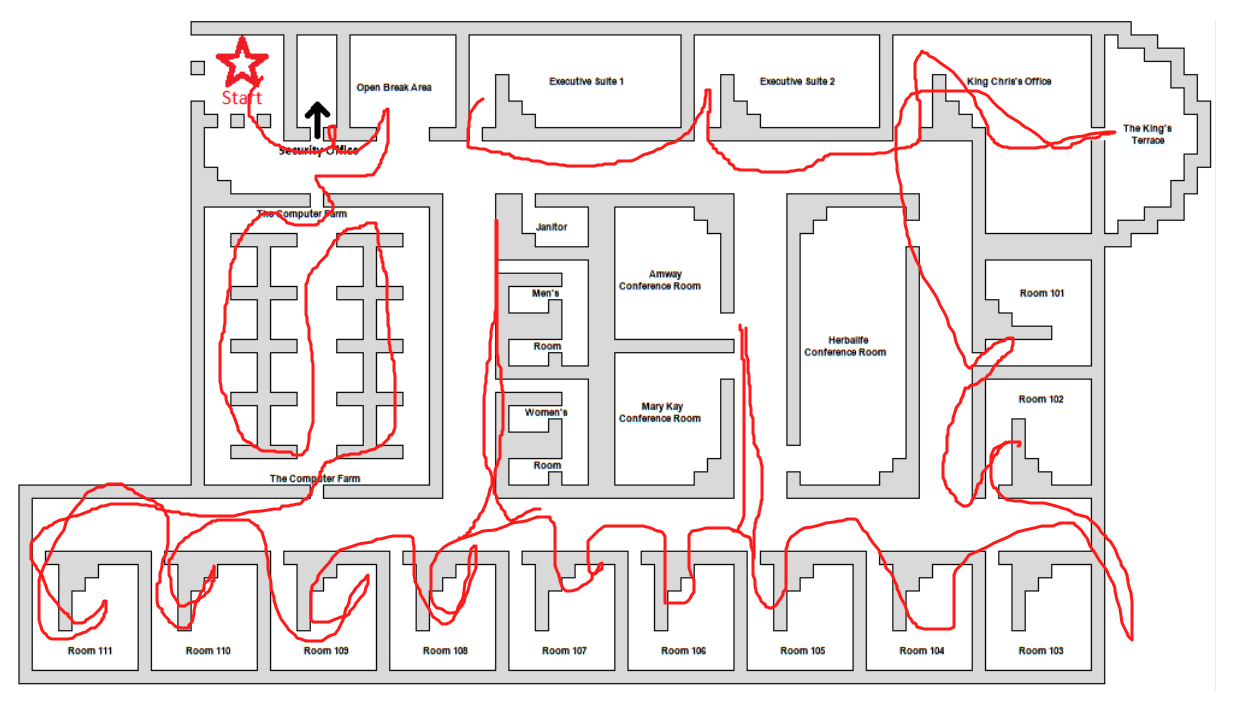 Start
Open Break Area
Executive Suite 1
Executive Suite 2
King Chris's Office
The King's
Terrace
Security Office
The Computer Farm
Janitor
Amway
Conference Room
Men's
Room
Herbalife
Conference Room
Room 101
Mary Kay
Conference Room
Women's
Room
Room 102
The Computer Farm
Room 111
Room 110
Room 109
Room 108
Room 107
Room 106
Room 105
Room 104
Room 103